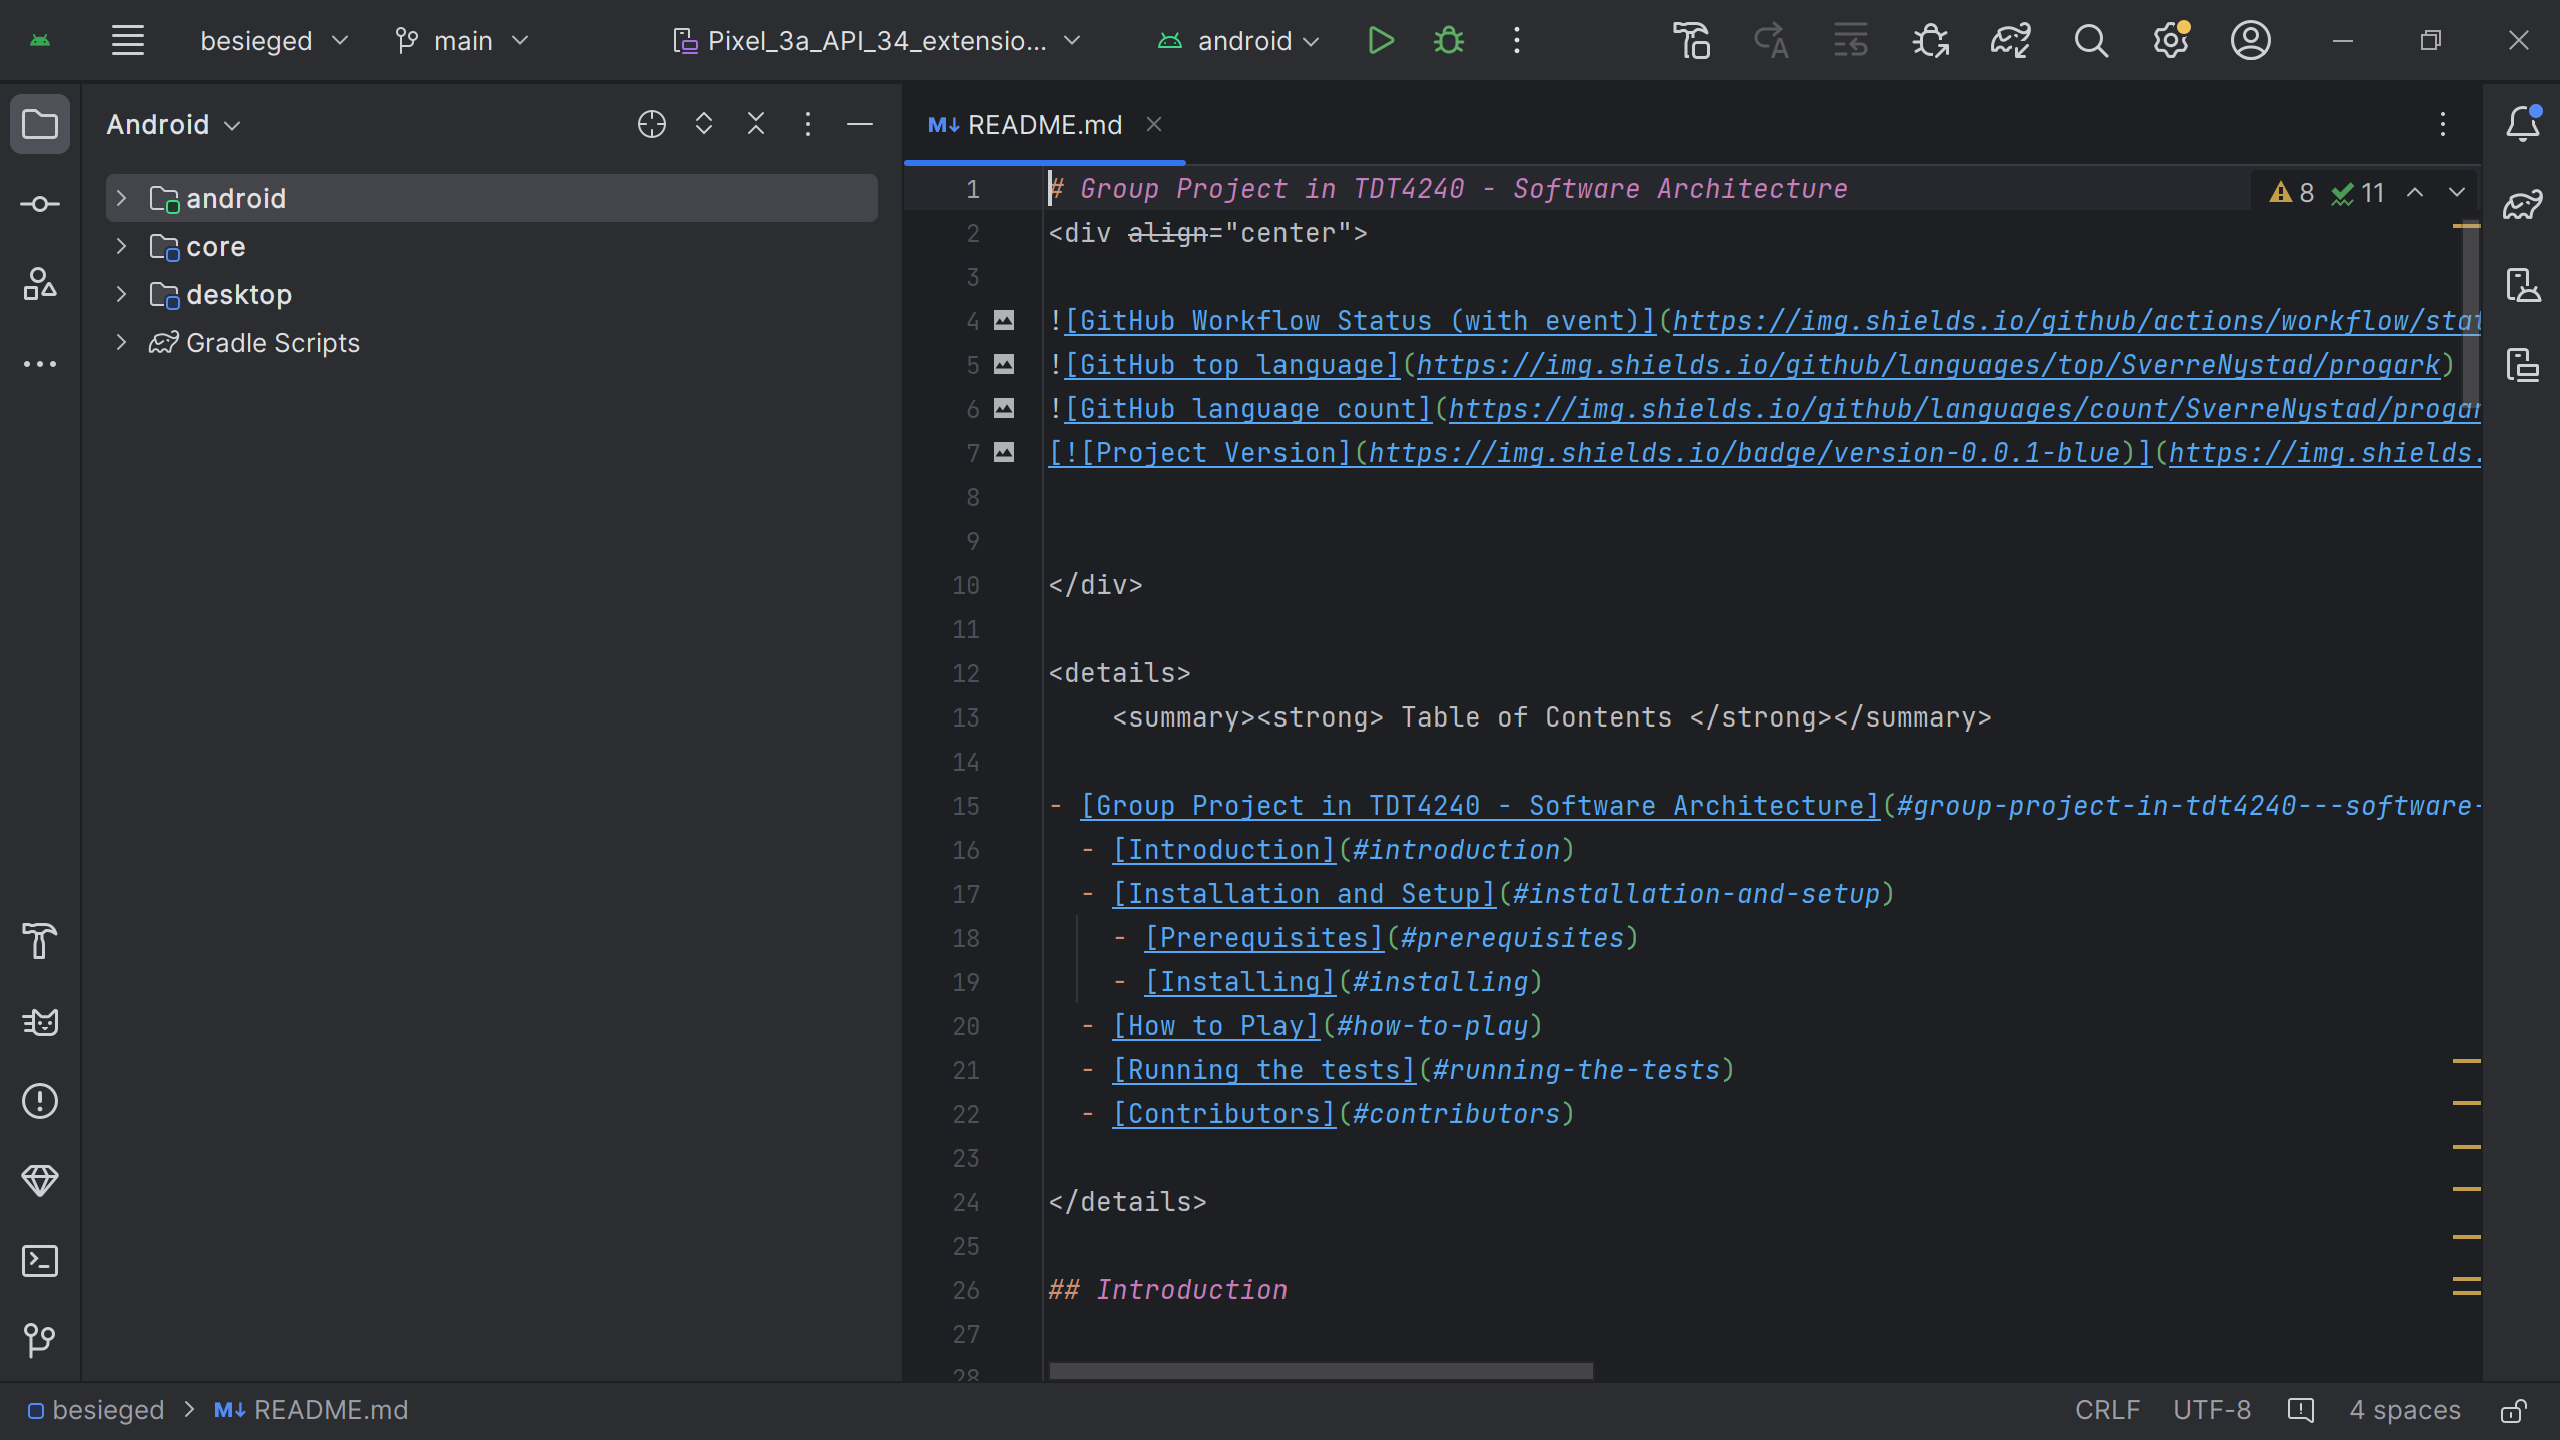 besieged
main
Pixel_3a_API_34_extensio...
android
Android
android
core
desktop
Gradle Scripts
README.md
8
11
1 # Group Project in TDT4240 - Software Architecture
2 <div align="center">
3
4 ![GitHub Workflow Status (with event)](https://img.shields.io/github/actions/workflow/stat
5 ![GitHub top language](https://img.shields.io/github/languages/top/SverreNystad/progark)
6 ![GitHub language count](https://img.shields.io/github/languages/count/SverreNystad/progar
7 [![Project Version](https://img.shields.io/badge/version-0.0.1-blue)](https://img.shields.
8
9
10 </div>
11
12 <details>
13 <summary><strong> Table of Contents </strong></summary>
14
15 - [Group Project in TDT4240 - Software Architecture](#group-project-in-tdt4240---software-
16 - [Introduction](#introduction)
17 - [Installation and Setup](#installation-and-setup)
18 - [Prerequisites](#prerequisites)
19 - [Installing](#installing)
20 - [How to Play](#how-to-play)
21 - [Running the tests](#running-the-tests)
22 - [Contributors](#contributors)
23
24 </details>
25
26 ## Introduction
27
28
besieged > README.md
CRLF
UTF-8
4 spaces